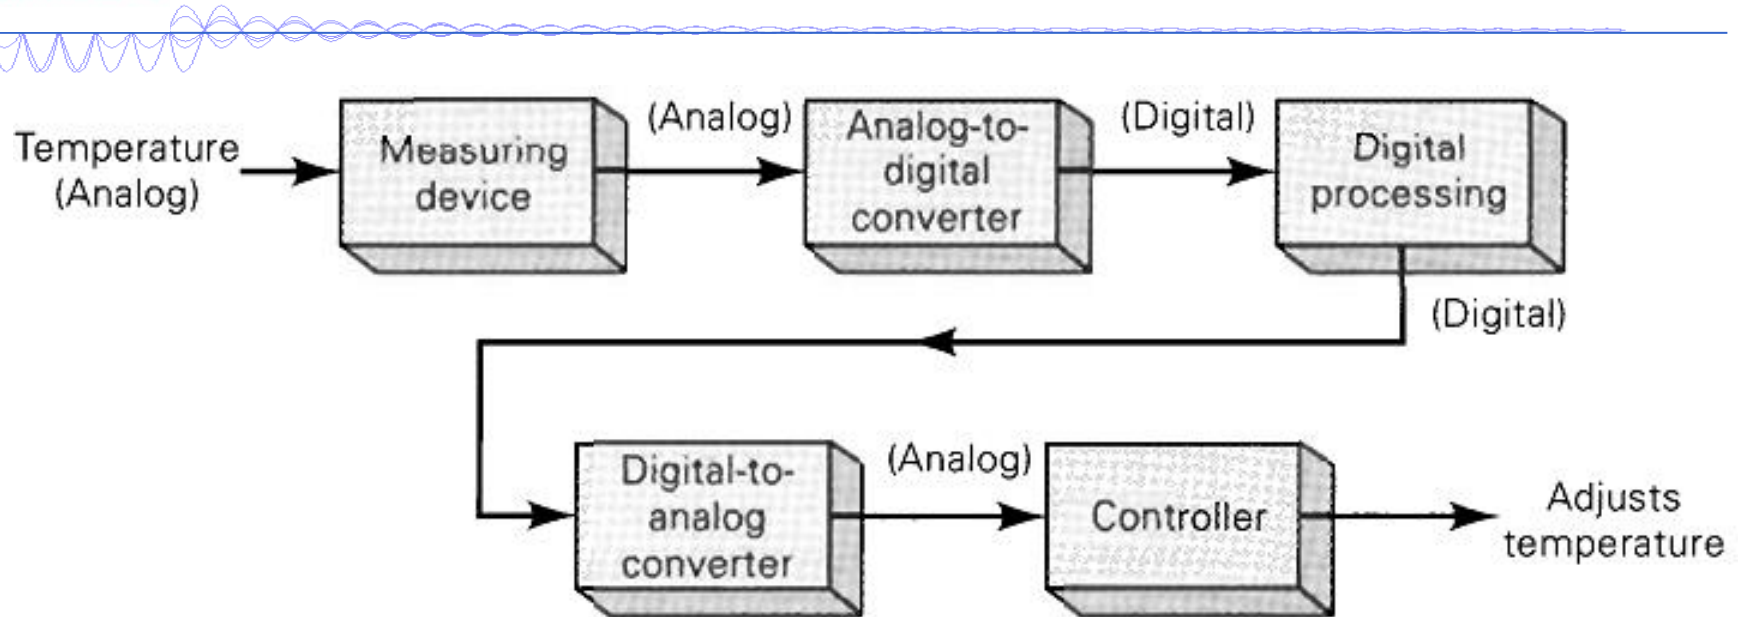 Temperature
(Analog)
Measuring
device
(Analog)
Analog-to-
digital
converter
(Digital)
Digital
processing
(Digital)
Digital-to-
analog
converter
(Analog)
Controller
Adjusts
temperature